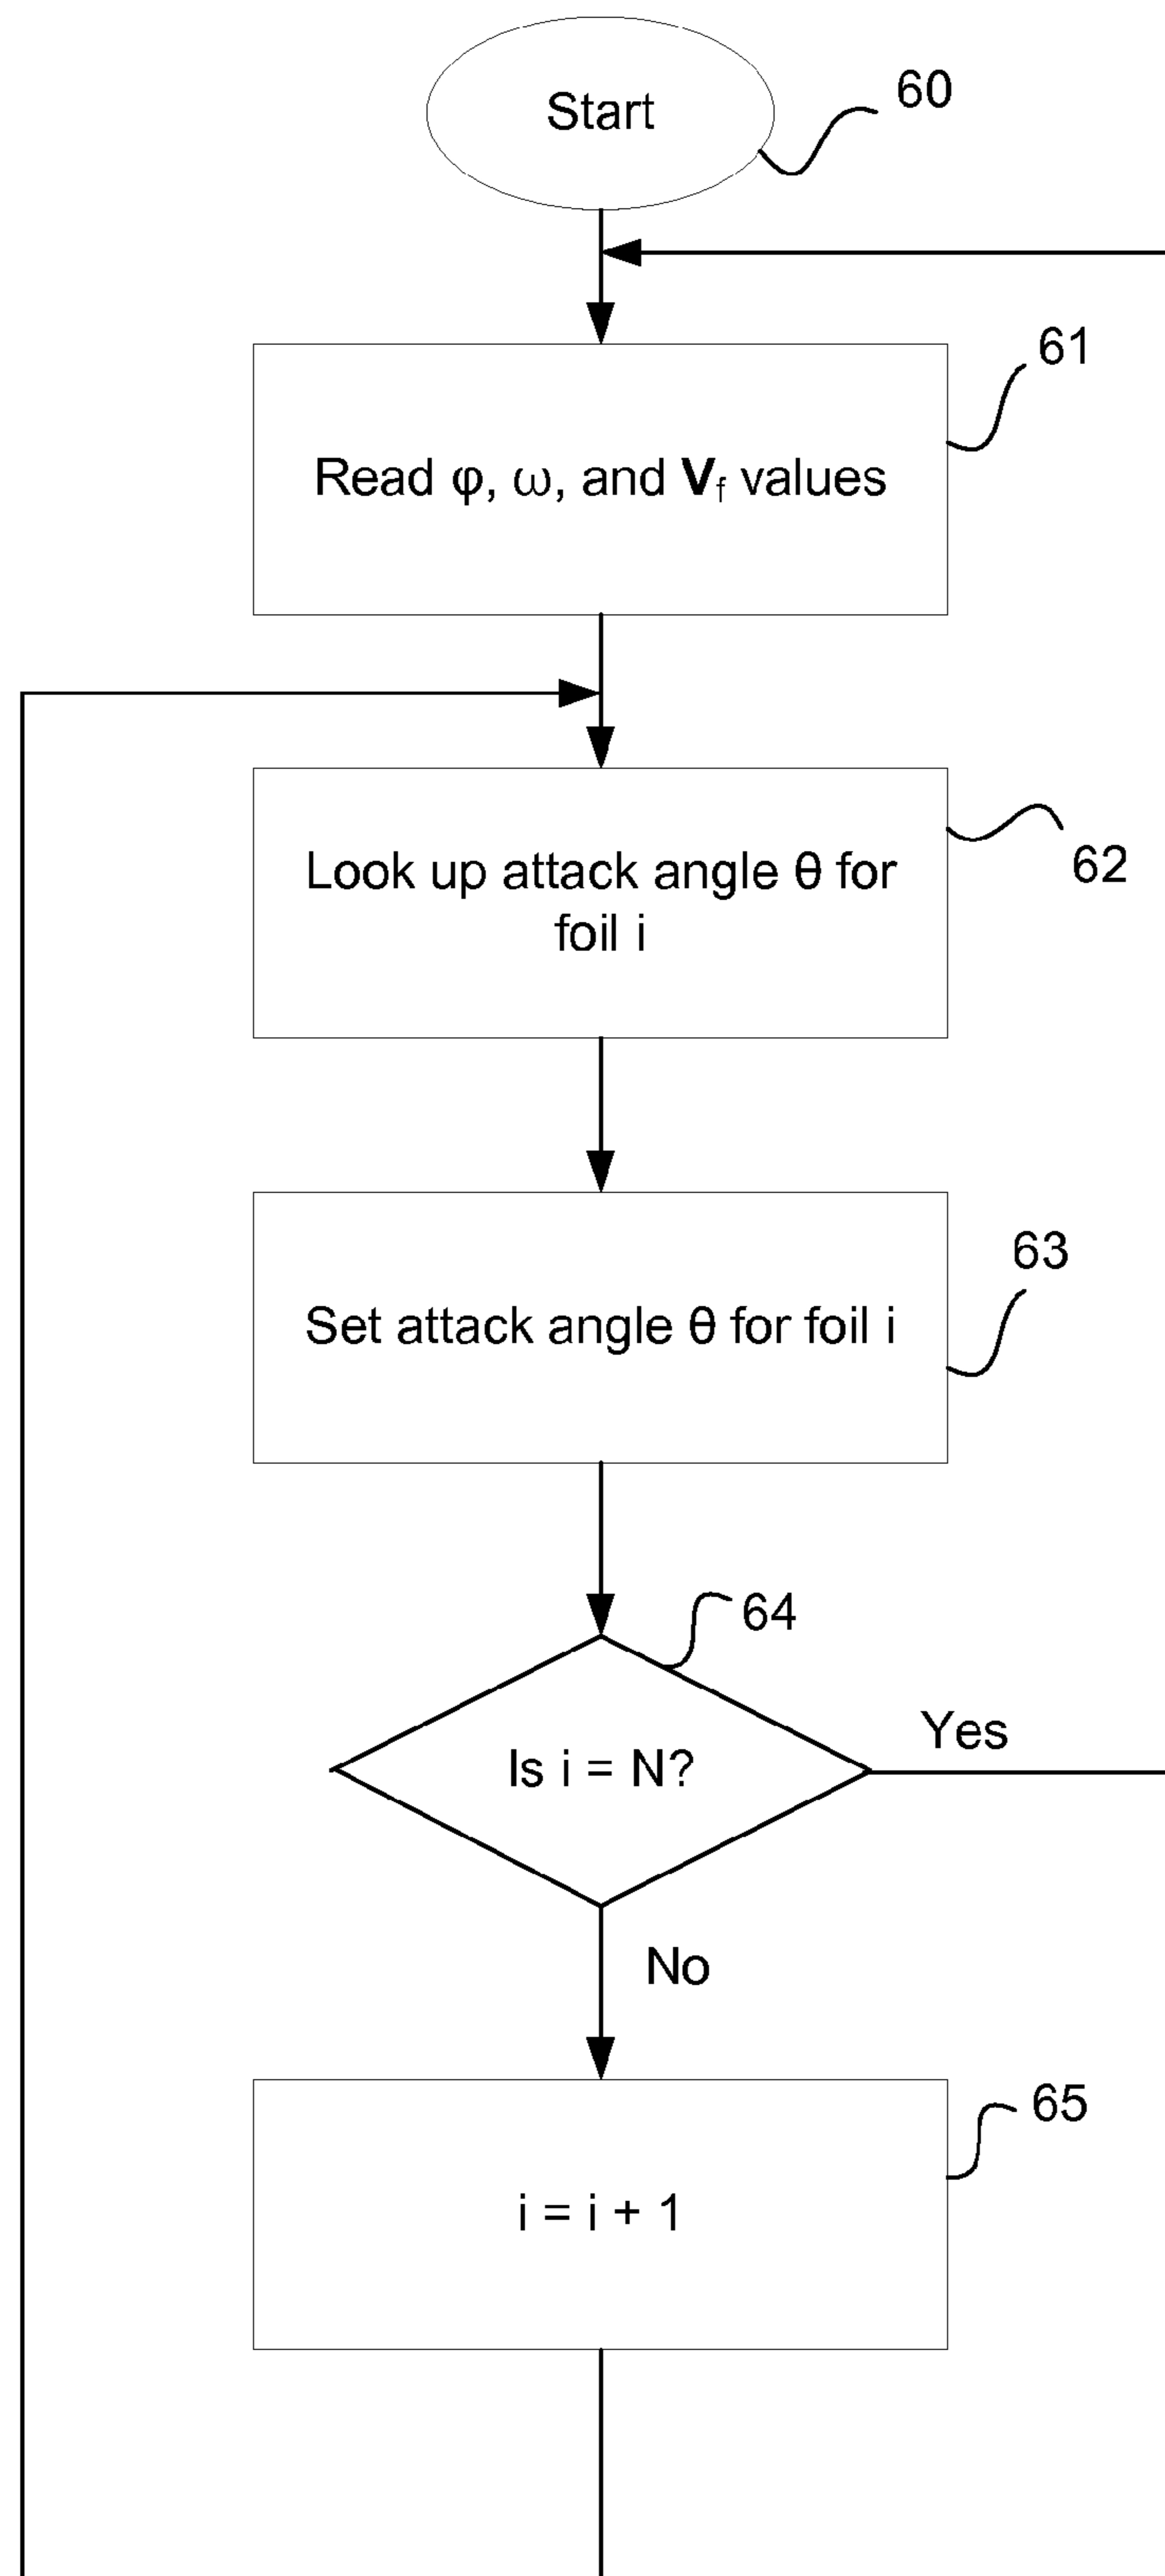 Start
60
61
Read φ, ω, and Vf values
Look up attack angle θ for
foil i
62
63
Set attack angle θ for foil i
64
Is i = N?
Yes
No
65
i = i + 1